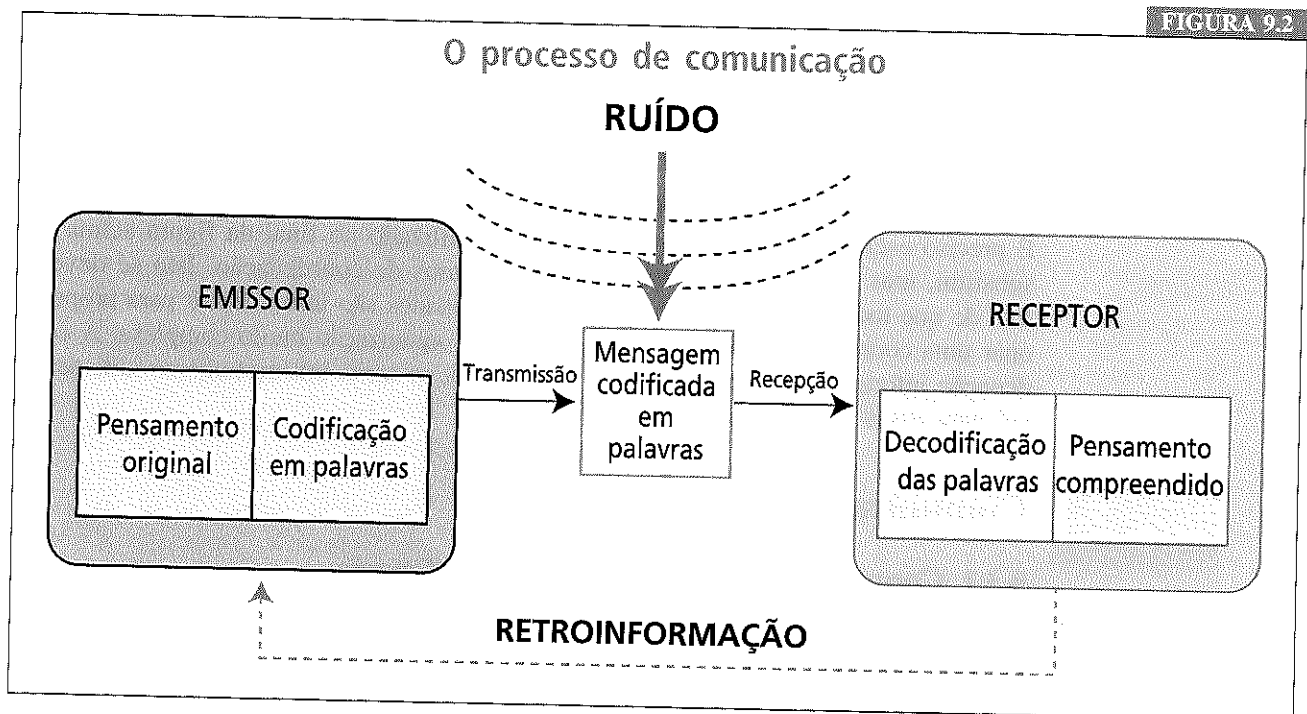 FIGURA 9.2
O processo de comunicação
RUÍDO
EMISSOR
Pensamento
original
Codificação
em palavras
Transmissão
Mensagem
codificada
em
palavras
Recepção
RECEPTOR
Decodificação
das palavras
Pensamento
compreendido
RETROINFORMAÇÃO